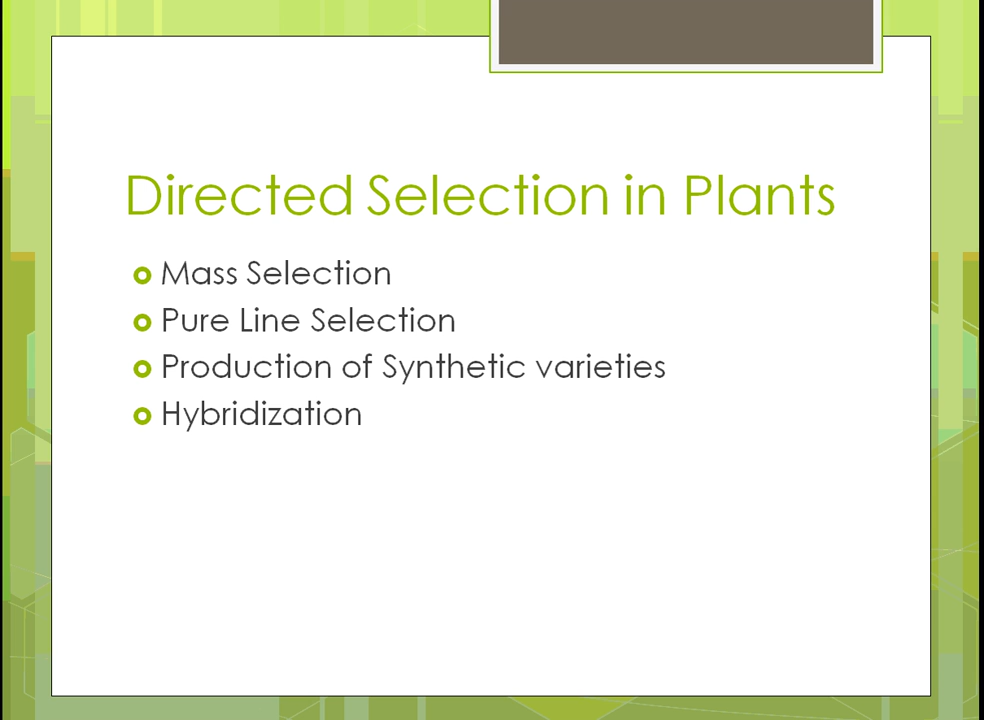 Directed Selection in Plants
Mass Selection
Pure Line Selection
Production of Synthetic varieties
Hybridization